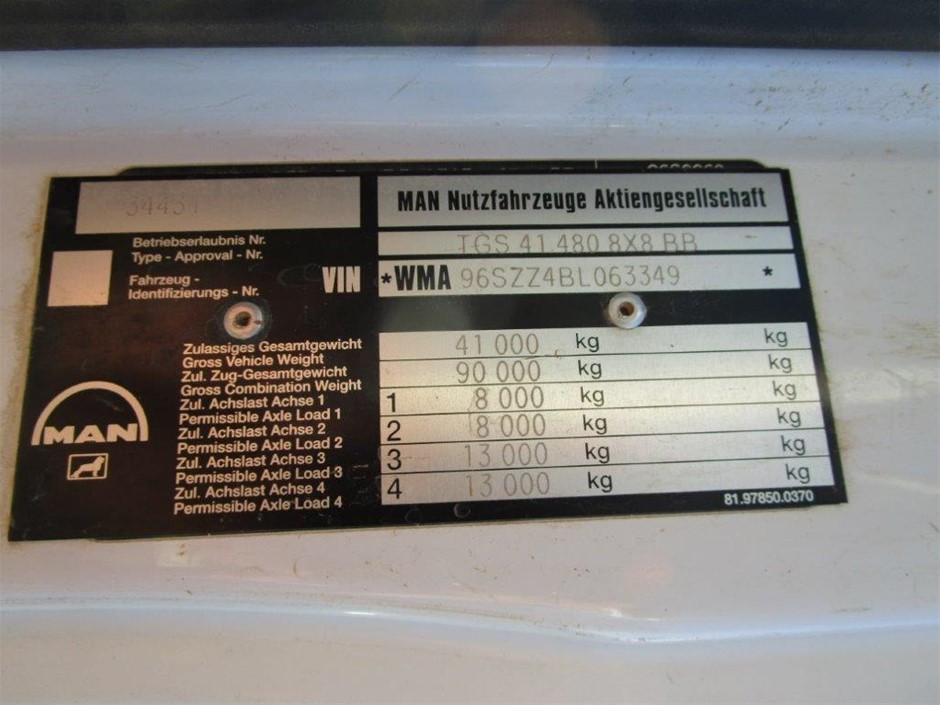 MAN Nutzfahrzeuge Aktiengesellschaft
Betriebserlaubnis Nr.
Type - Approval - Nr.
TGS 41.480 8X8 BB
Fahrzeug -
Identifizierungs - Nr.
VIN *WMA 96SZZ4BL063349 *
Zulassiges Gesamtgewicht
Gross Vehicle Weight
41 000 kg kg
Zul. Zug-Gesamtgewicht
Gross Combination Weight
90 000 kg kg
Zul. Achslast Achse 1
Permissible Axle Load 1
1 8 000 kg kg
Zul. Achslast Achse 2
Permissible Axle Load 2
2 8 000 kg kg
Zul. Achslast Achse 3
Permissible Axle Load 3
3 13 000 kg kg
Zul. Achslast Achse 4
Permissible Axle Load 4
4 13 000 kg kg
MAN
81.97850.0370